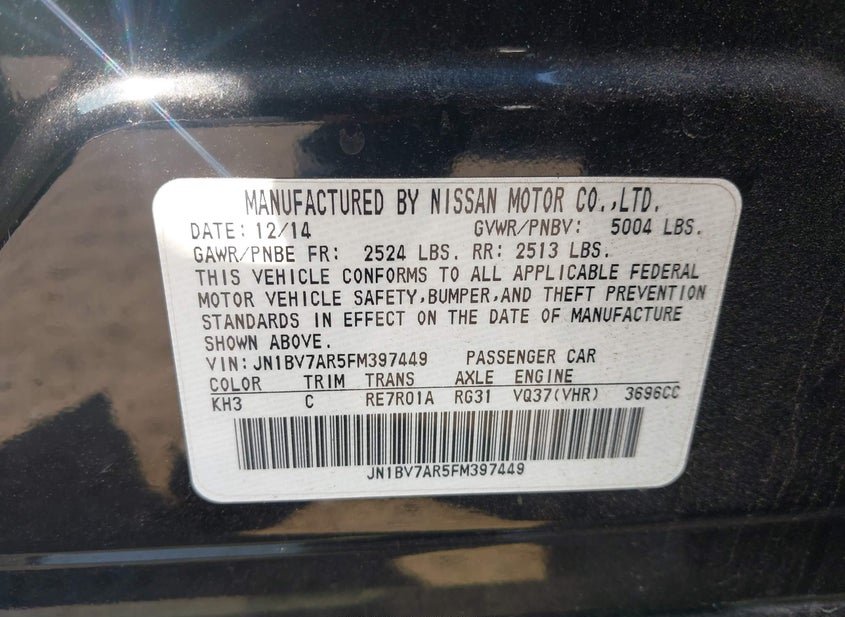 MANUFACTURED BY NISSAN MOTOR CO.,LTD.
DATE: 12/14 GVWR/PNBV: 5004 LBS.
GAWR/PNBE FR: 2524 LBS. RR: 2513 LBS.
THIS VEHICLE CONFORMS TO ALL APPLICABLE FEDERAL
MOTOR VEHICLE SAFETY,BUMPER,AND THEFT PREVENTION
STANDARDS IN EFFECT ON THE DATE OF MANUFACTURE
SHOWN ABOVE.
VIN: JN1BV7AR5FM397449 PASSENGER CAR
COLOR TRIM TRANS AXLE ENGINE
KH3 C RE7R01A RG31 VQ37(VHR) 3696CC
JN1BV7AR5FM397449